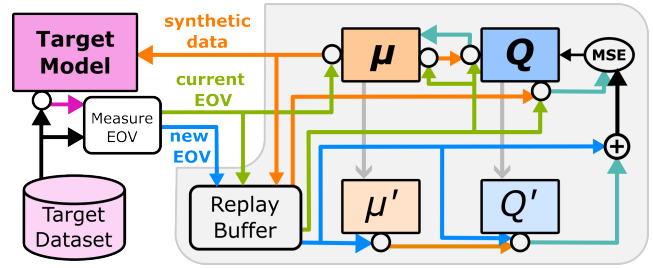 Target
Model
synthetic
data
μ
Q
MSE
current
EOV
Measure
EOV
new
EOV
+
Target
Dataset
Replay
Buffer
μ'
Q'